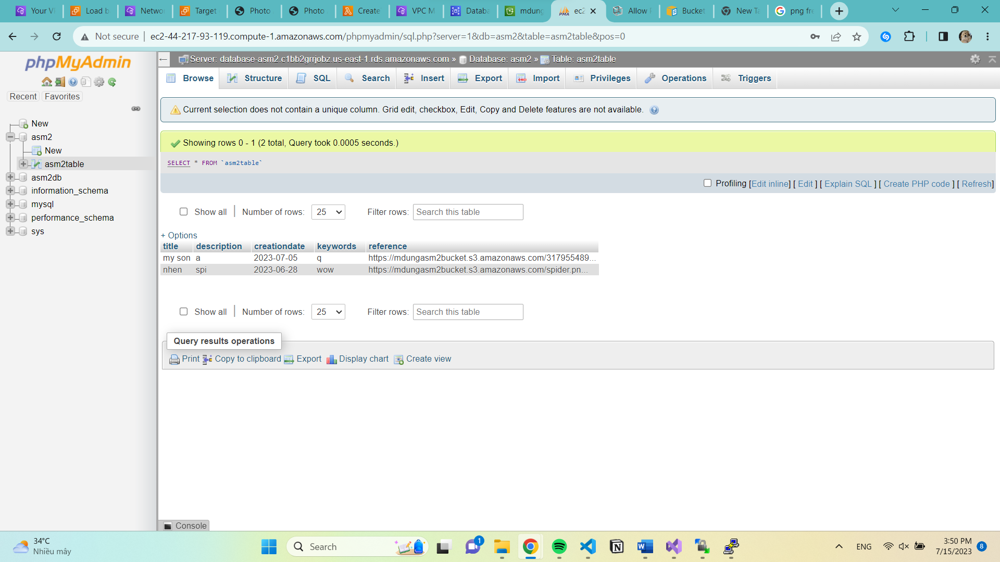 Your VP
Load b
Networ
Target
Photo
Photo
Create
VPC M
Databa
mdung
ec2
Allow
Bucket
New Ta
png fre
Not secure
ec2-44-217-93-119.compute-1.amazonaws.com/phpmyadmin/sql.php?server=1&db=asm2&table=asm2table&pos=0
phpMyAdmin
Recent Favorites
New
asm2
New
asm2table
asm2db
information_schema
mysql
performance_schema
sys
Server: database-asm2.c1bb2grrjobz.us-east-1.rds.amazonaws.com » Database: asm2 » Table: asm2table
Browse Structure SQL Search Insert Export Import Privileges Operations Triggers
Current selection does not contain a unique column. Grid edit, checkbox, Edit, Copy and Delete features are not available.
Showing rows 0 - 1 (2 total, Query took 0.0005 seconds.)
SELECT * FROM `asm2table`
Profiling [Edit inline] [ Edit ] [ Explain SQL ] [ Create PHP code ] [ Refresh]
Show all Number of rows: 25 Filter rows: Search this table
+ Options
title description creationdate keywords reference
my son a 2023-07-05 q https://mdungasm2bucket.s3.amazonaws.com/317955489...
nhen spi 2023-06-28 wow https://mdungasm2bucket.s3.amazonaws.com/spider.pn...
Show all Number of rows: 25 Filter rows: Search this table
Query results operations
Print Copy to clipboard Export Display chart Create view
Console
34°C
Nhiều mây
Search
1
ENG
3:50 PM
7/15/2023
8